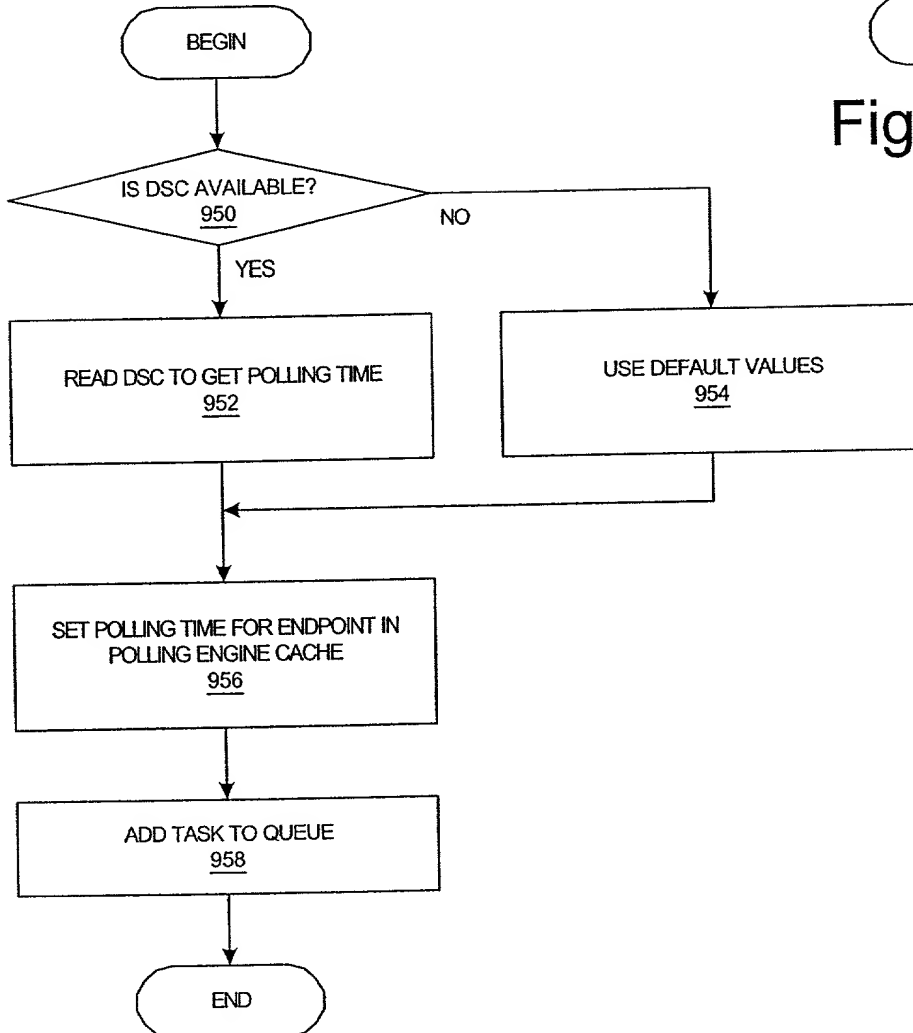 BEGIN
Fig
IS DSC AVAILABLE?
950
NO
YES
READ DSC TO GET POLLING TIME
952
USE DEFAULT VALUES
954
SET POLLING TIME FOR ENDPOINT IN
POLLING ENGINE CACHE
956
ADD TASK TO QUEUE
958
END